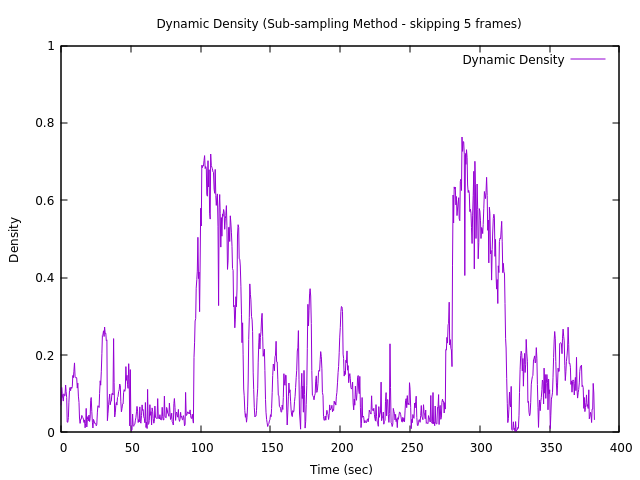 Dynamic Density (Sub-sampling Method - skipping 5 frames)
1
Dynamic Density
0.8
0.6
Density
0.4
0.2
0
0 50 100 150 200 250 300 350 400
Time (sec)